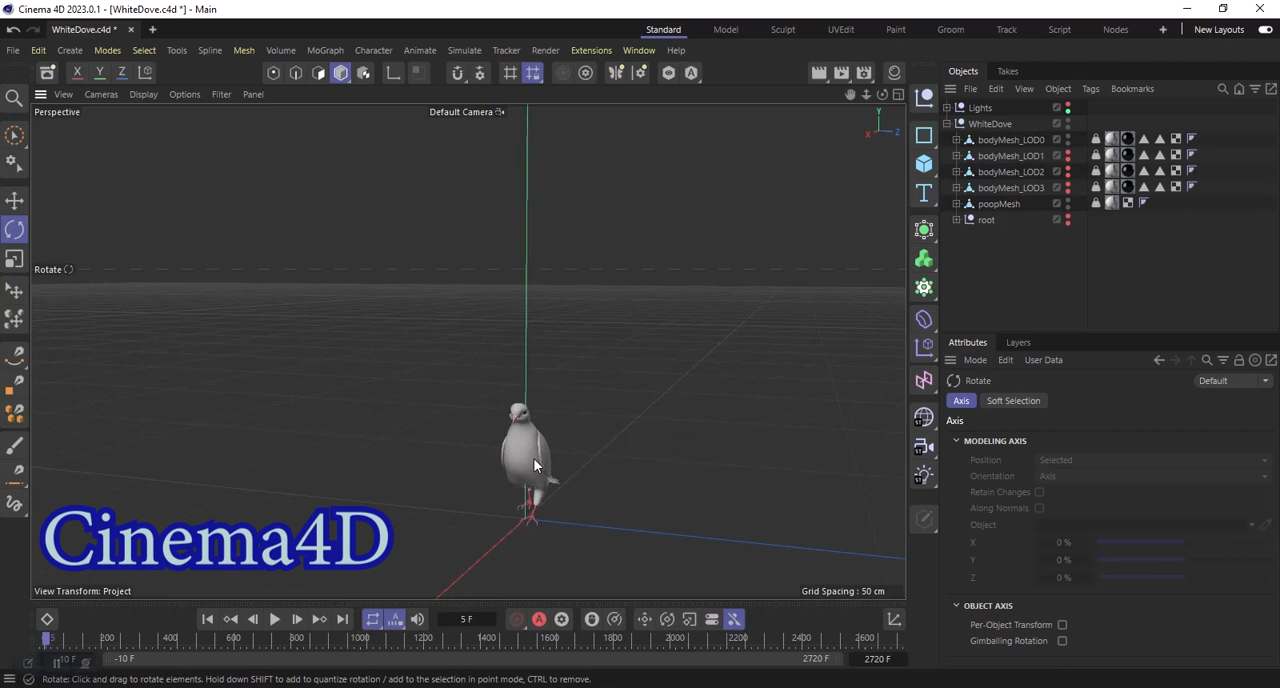 Cinema 4D 2023.0.1 - [WhiteDove.c4d *] - Main
WhiteDove.c4d *
Standard Model Sculpt UVEdit Paint Groom Track Script Nodes New Layouts
File Edit Create Modes Select Tools Spline Mesh Volume MoGraph Character Animate Simulate Tracker Render Extensions Window Help
X Y Z
Objects Takes
View Cameras Display Options Filter Panel
File Edit View Object Tags Bookmarks
Perspective
Default Camera
Y
X Z
Lights
WhiteDove
bodyMesh_LOD0
bodyMesh_LOD1
bodyMesh_LOD2
bodyMesh_LOD3
poopMesh
root
Rotate
Attributes Layers
Mode Edit User Data
Rotate
Default
Axis Soft Selection
Axis
MODELING AXIS
Position Selected
Orientation Axis
Retain Changes
Along Normals
Object
X 0 %
Y 0 %
Z 0 %
OBJECT AXIS
Per-Object Transform
Gimballing Rotation
Cinema4D
View Transform: Project
Grid Spacing : 50 cm
5 F
200 400 600 800 1000 1200 1400 1600 1800 2000 2200 2400 2600
-10 F
-10 F
2720 F
2720 F
Rotate: Click and drag to rotate elements. Hold down SHIFT to add to quantize rotation / add to the selection in point mode, CTRL to remove.